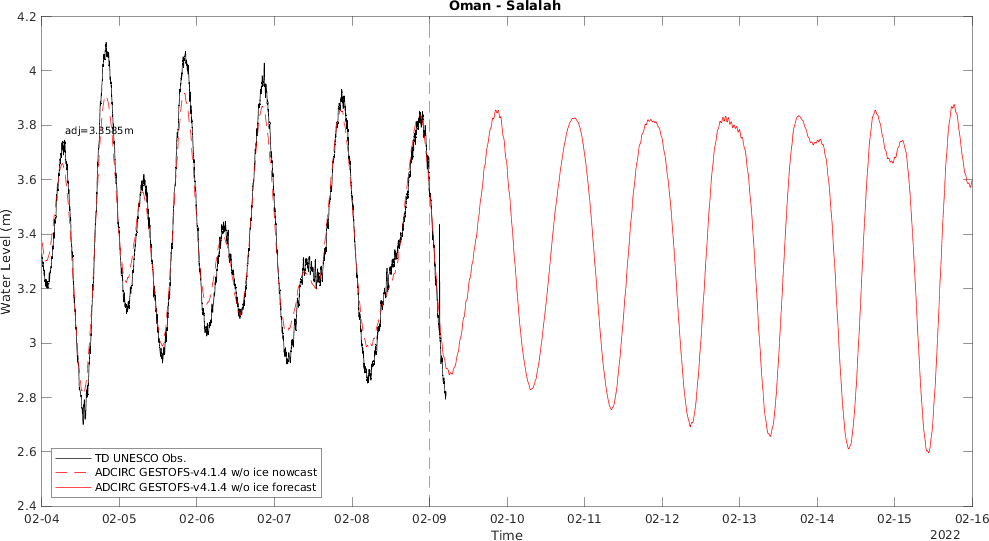 Oman - Salalah
4.2
4
3.8
3.6
3.4
3.2
3
2.8
2.6
2.4
Water Level (m)
adj=3.3585m
TD UNESCO Obs.
ADCIRC GESTOFS-v4.1.4 w/o ice nowcast
ADCIRC GESTOFS-v4.1.4 w/o ice forecast
02-04 02-05 02-06 02-07 02-08 02-09 02-10 02-11 02-12 02-13 02-14 02-15 02-16
Time
2022